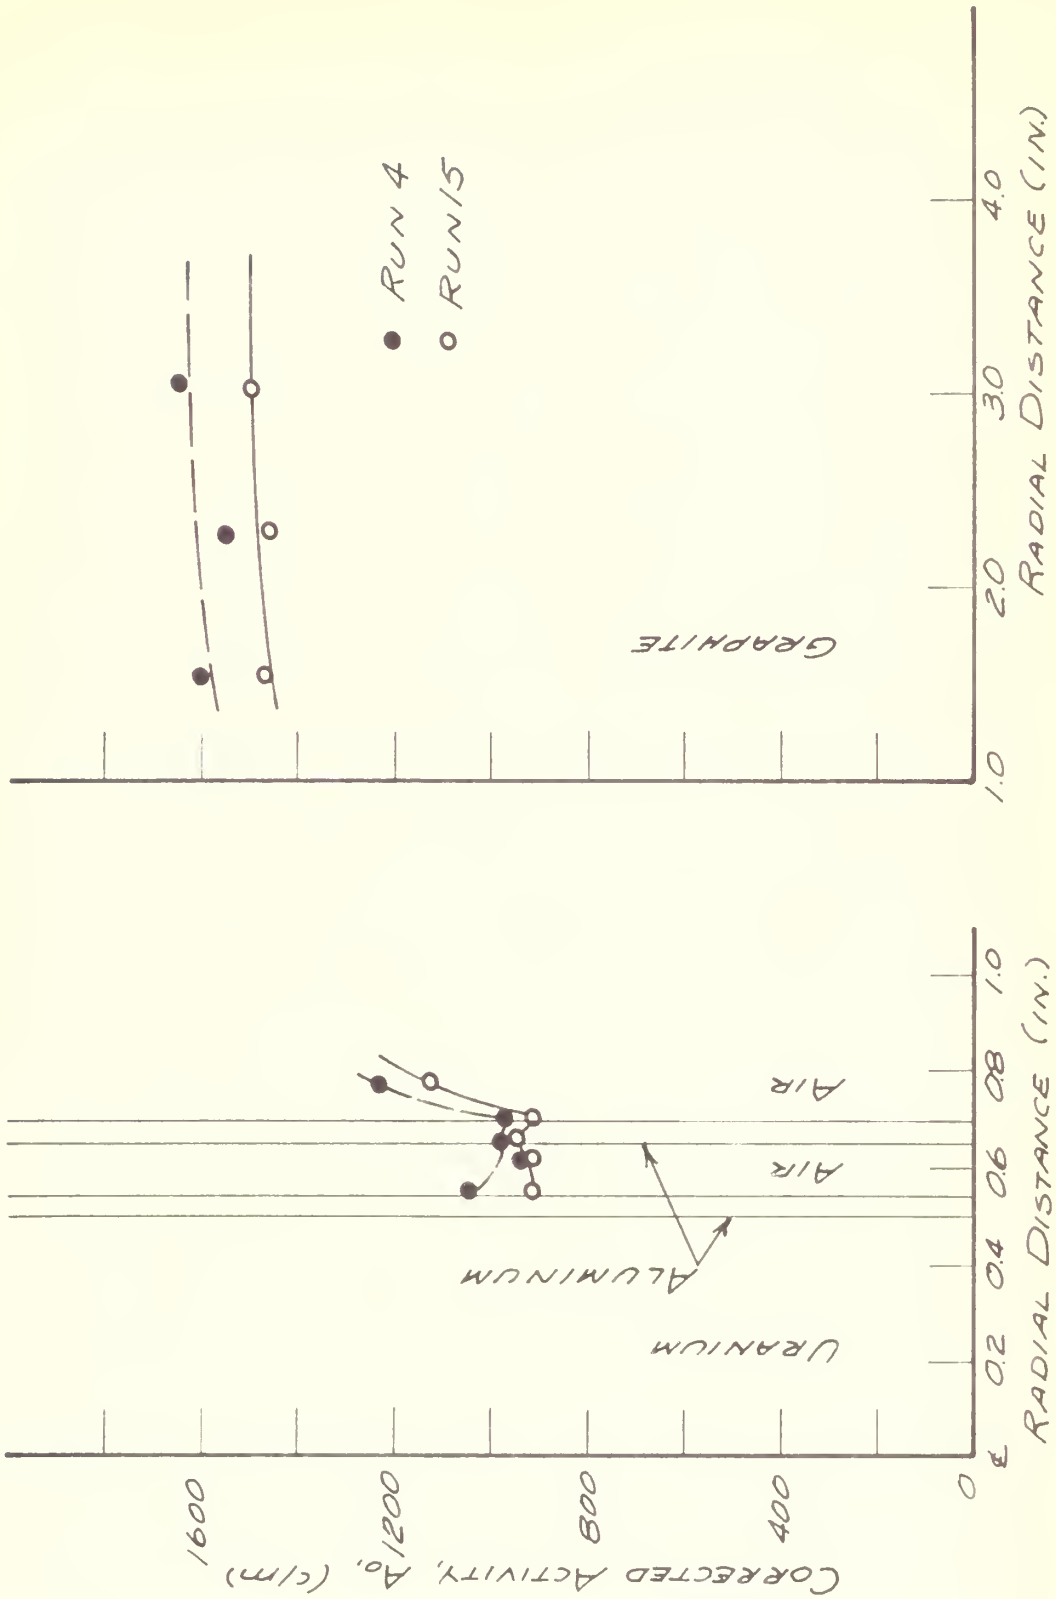 CORRECTED ACTIVITY, A₀, (c/m)
1600
1200
800
400
0
URANIUM
ALUMINUM
AIR
AIR
℄ 0.2 0.4 0.6 0.8 1.0
RADIAL DISTANCE (IN.)
GRAPHITE
RUN 4
RUN 15
1.0 2.0 3.0 4.0
RADIAL DISTANCE (IN.)